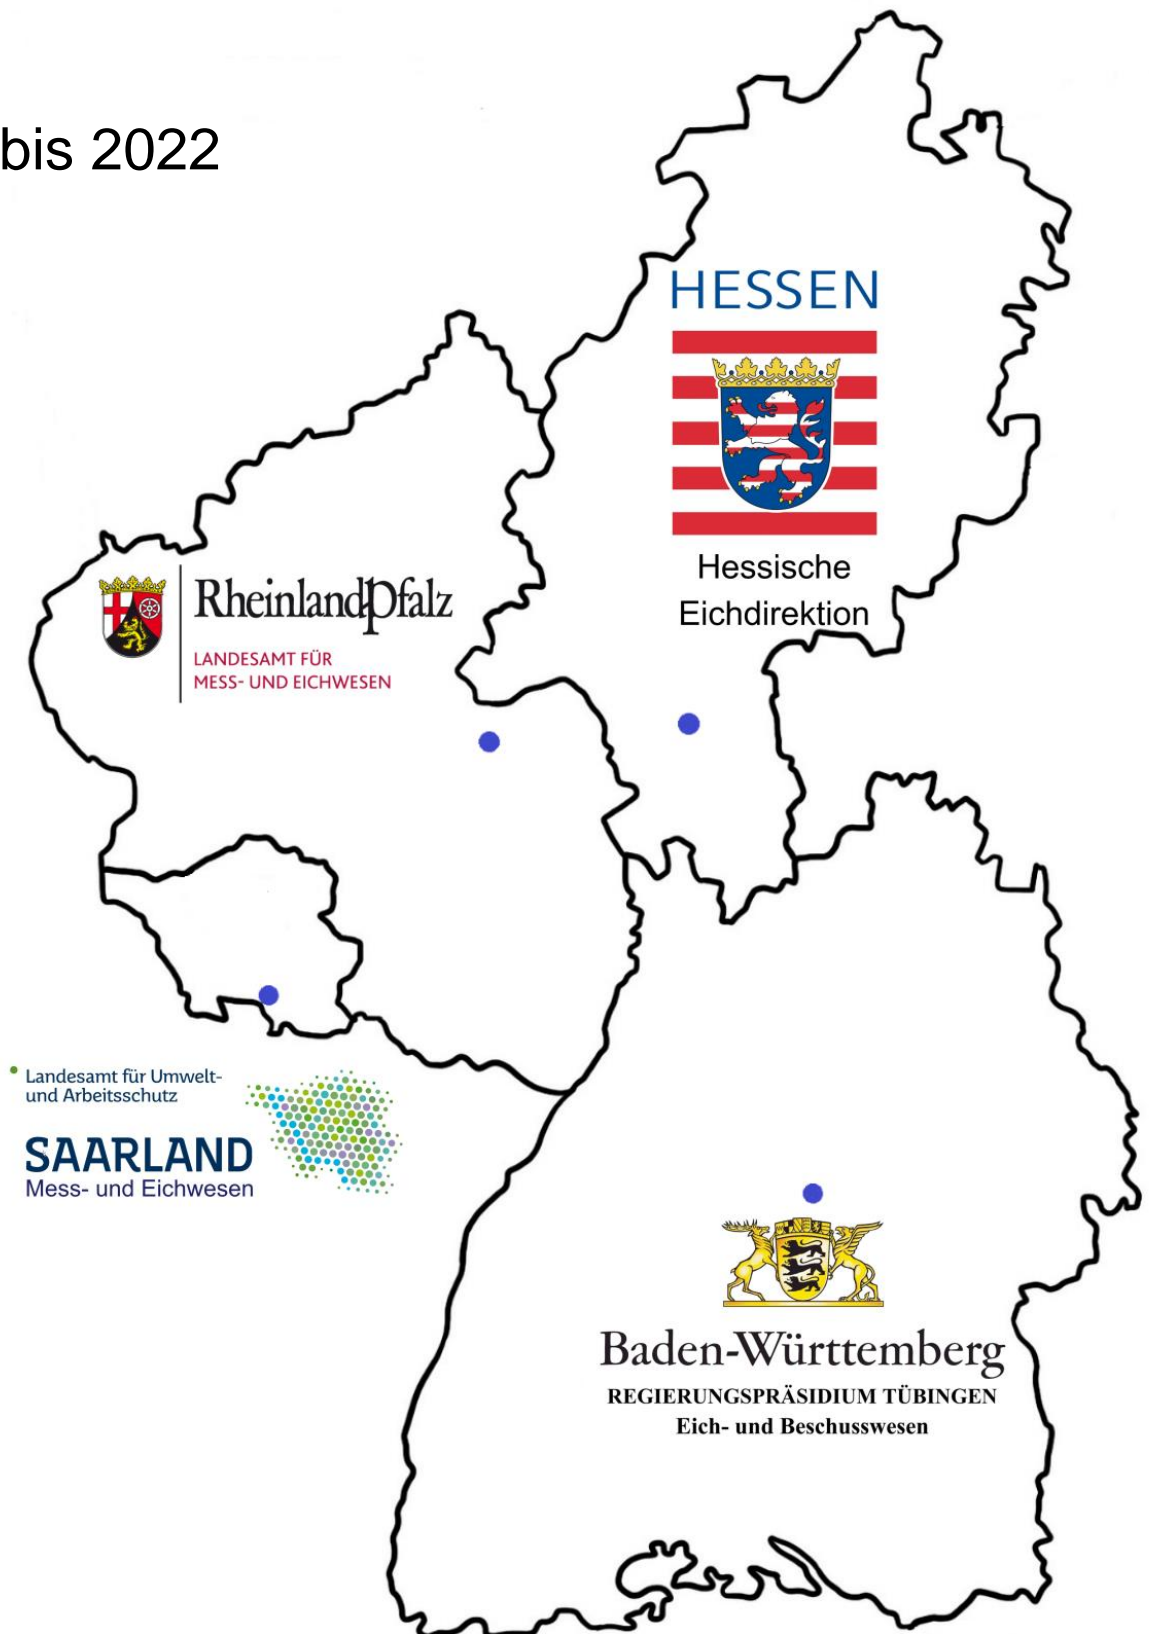 bis 2022
HESSEN
Hessische
Eichdirektion
RheinlandPfalz
LANDESAMT FÜR
MESS- UND EICHWESEN
Landesamt für Umwelt-
und Arbeitsschutz
SAARLAND
Mess- und Eichwesen
Baden-Württemberg
REGIERUNGSPRÄSIDIUM TÜBINGEN
Eich- und Beschusswesen